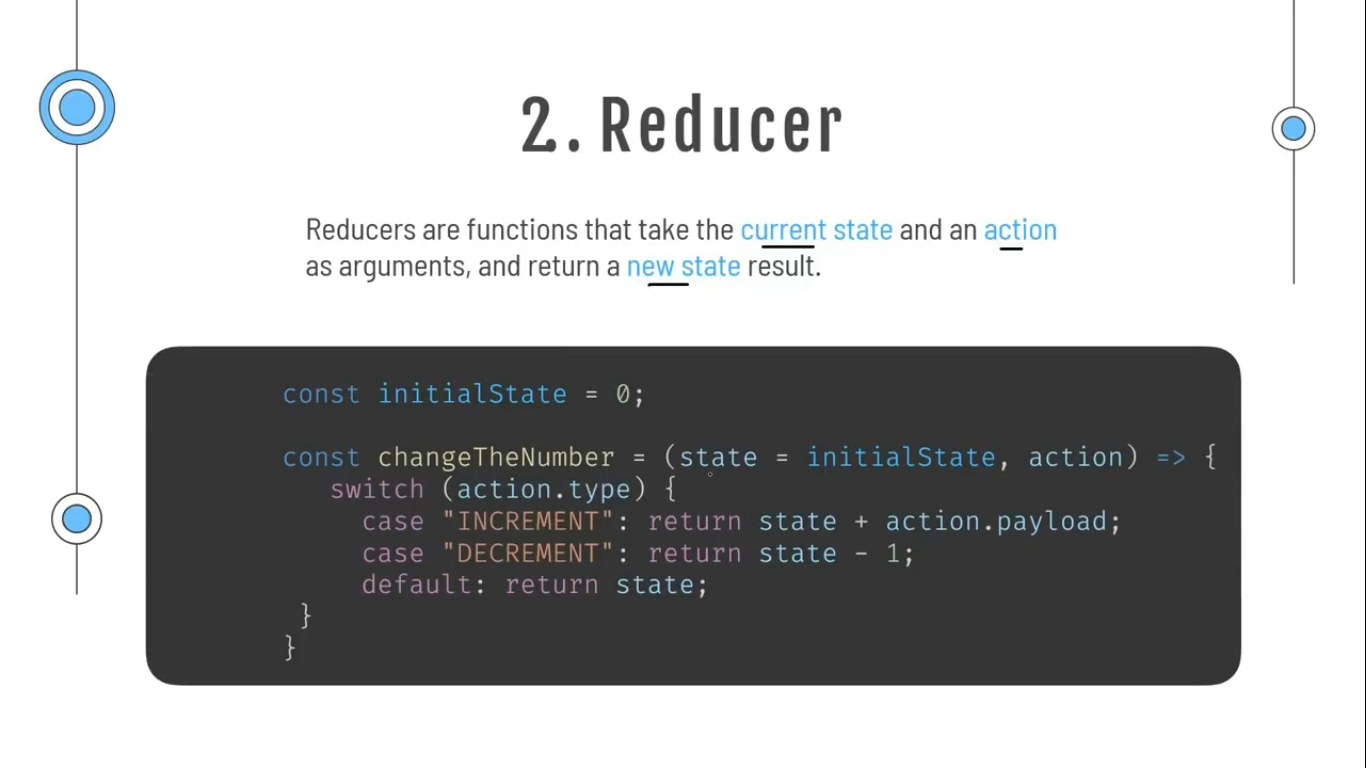 2. Reducer
Reducers are functions that take the current state and an action
as arguments, and return a new state result.
const initialState = 0;
const changeTheNumber = (state = initialState, action) => {
switch (action.type) {
case "INCREMENT": return state + action.payload;
case "DECREMENT": return state - 1;
default: return state;
}
}